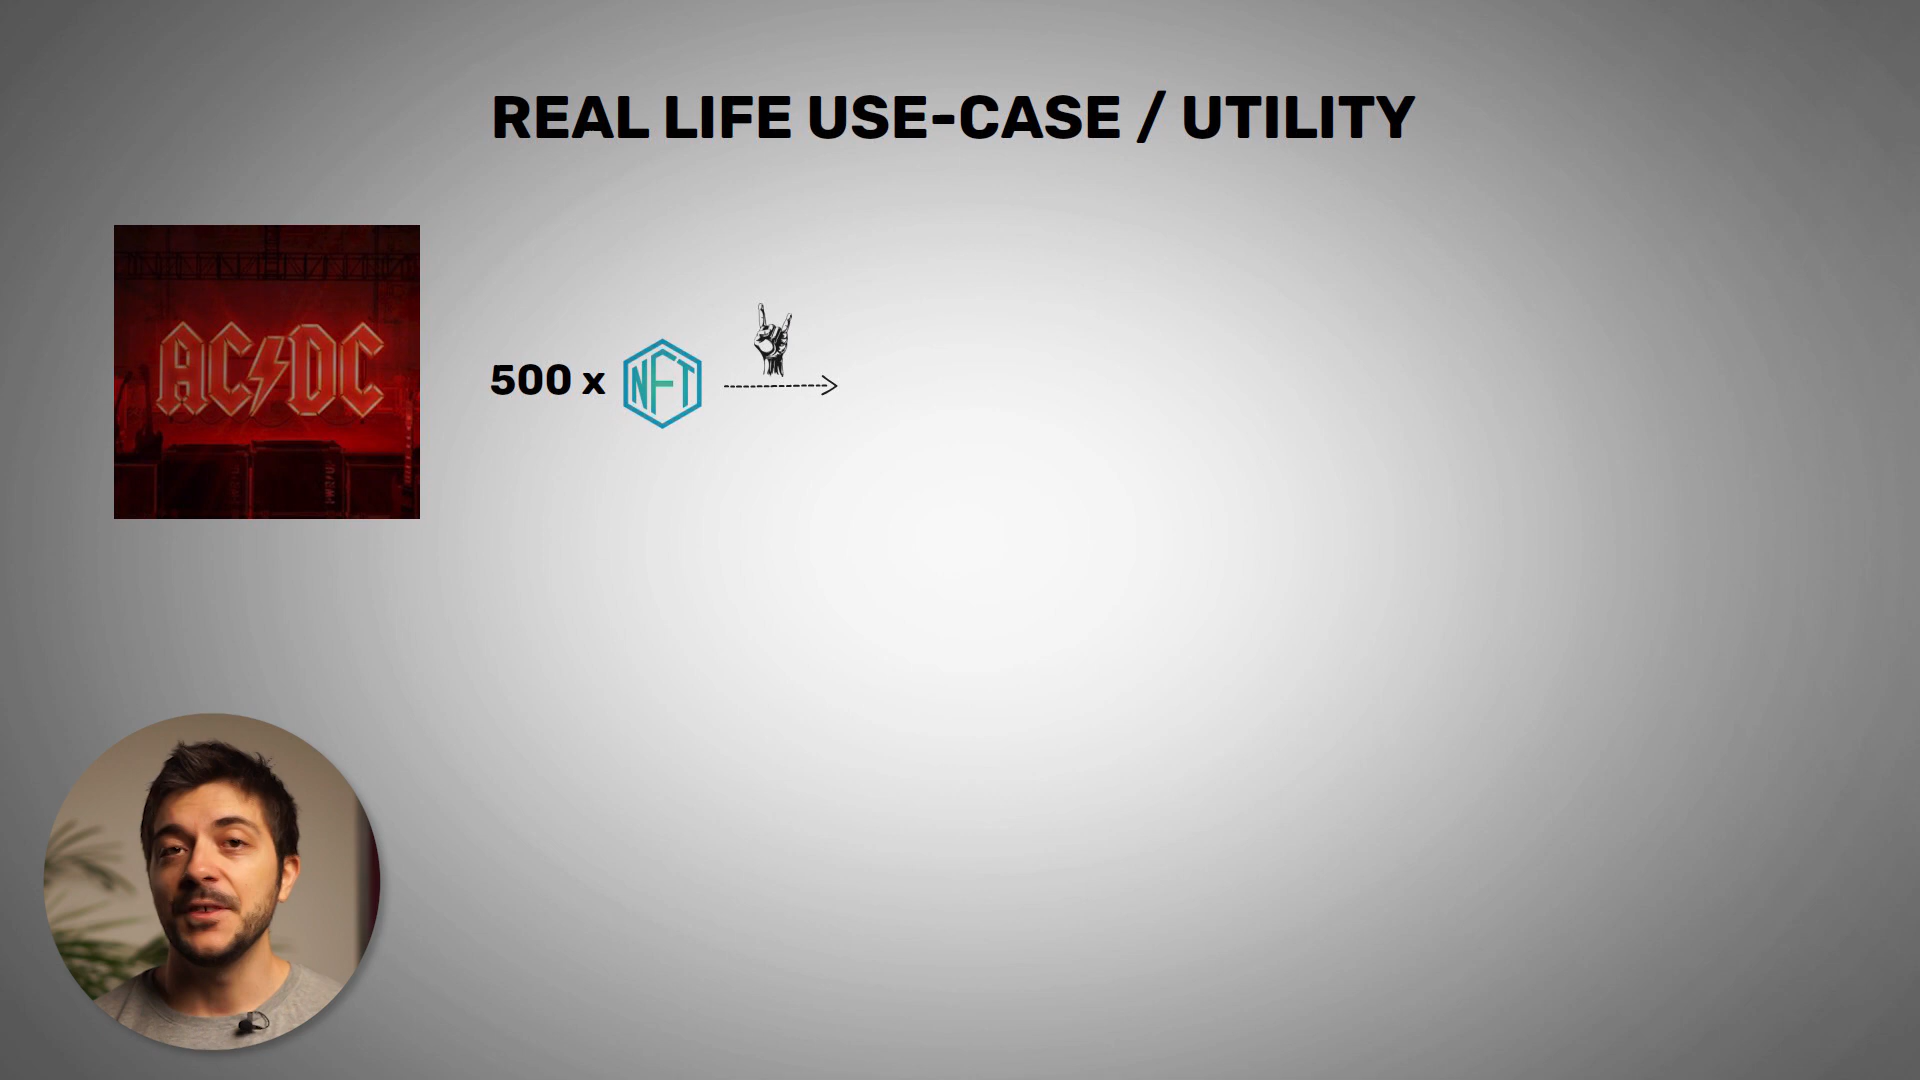 REAL LIFE USE-CASE / UTILITY
AC⚡DC
500 x NFT